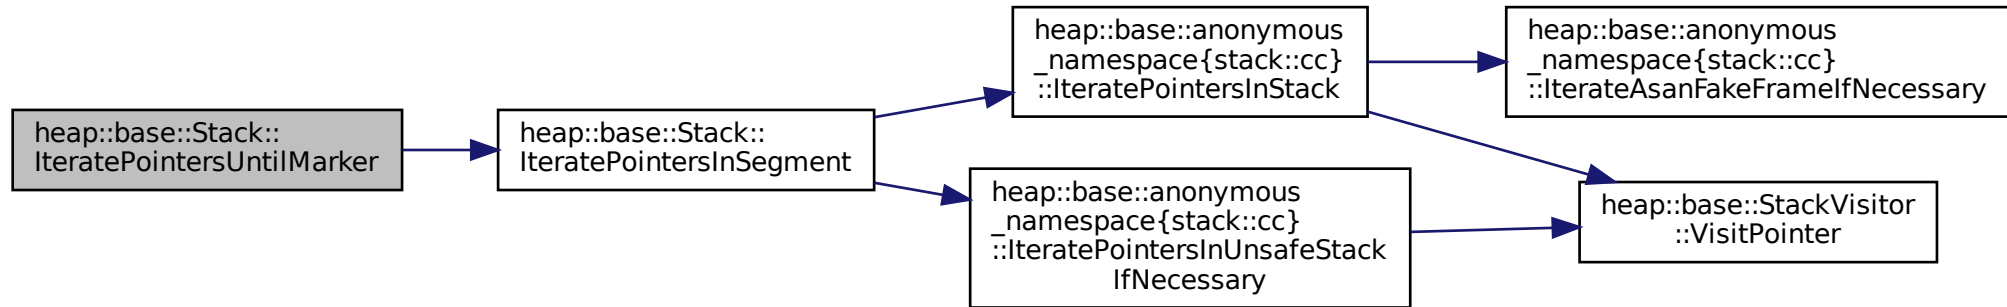 heap::base::Stack::
IteratePointersUntilMarker
heap::base::Stack::
IteratePointersInSegment
heap::base::anonymous
_namespace{stack::cc}
::IteratePointersInStack
heap::base::anonymous
_namespace{stack::cc}
::IterateAsanFakeFrameIfNecessary
heap::base::anonymous
_namespace{stack::cc}
::IteratePointersInUnsafeStack
IfNecessary
heap::base::StackVisitor
::VisitPointer